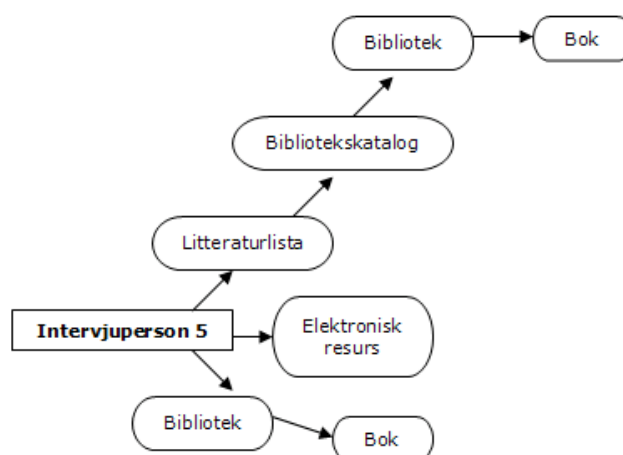 Bibliotek
Bok
Bibliotekskatalog
Litteraturlista
Intervjuperson 5
Elektronisk
resurs
Bibliotek
Bok